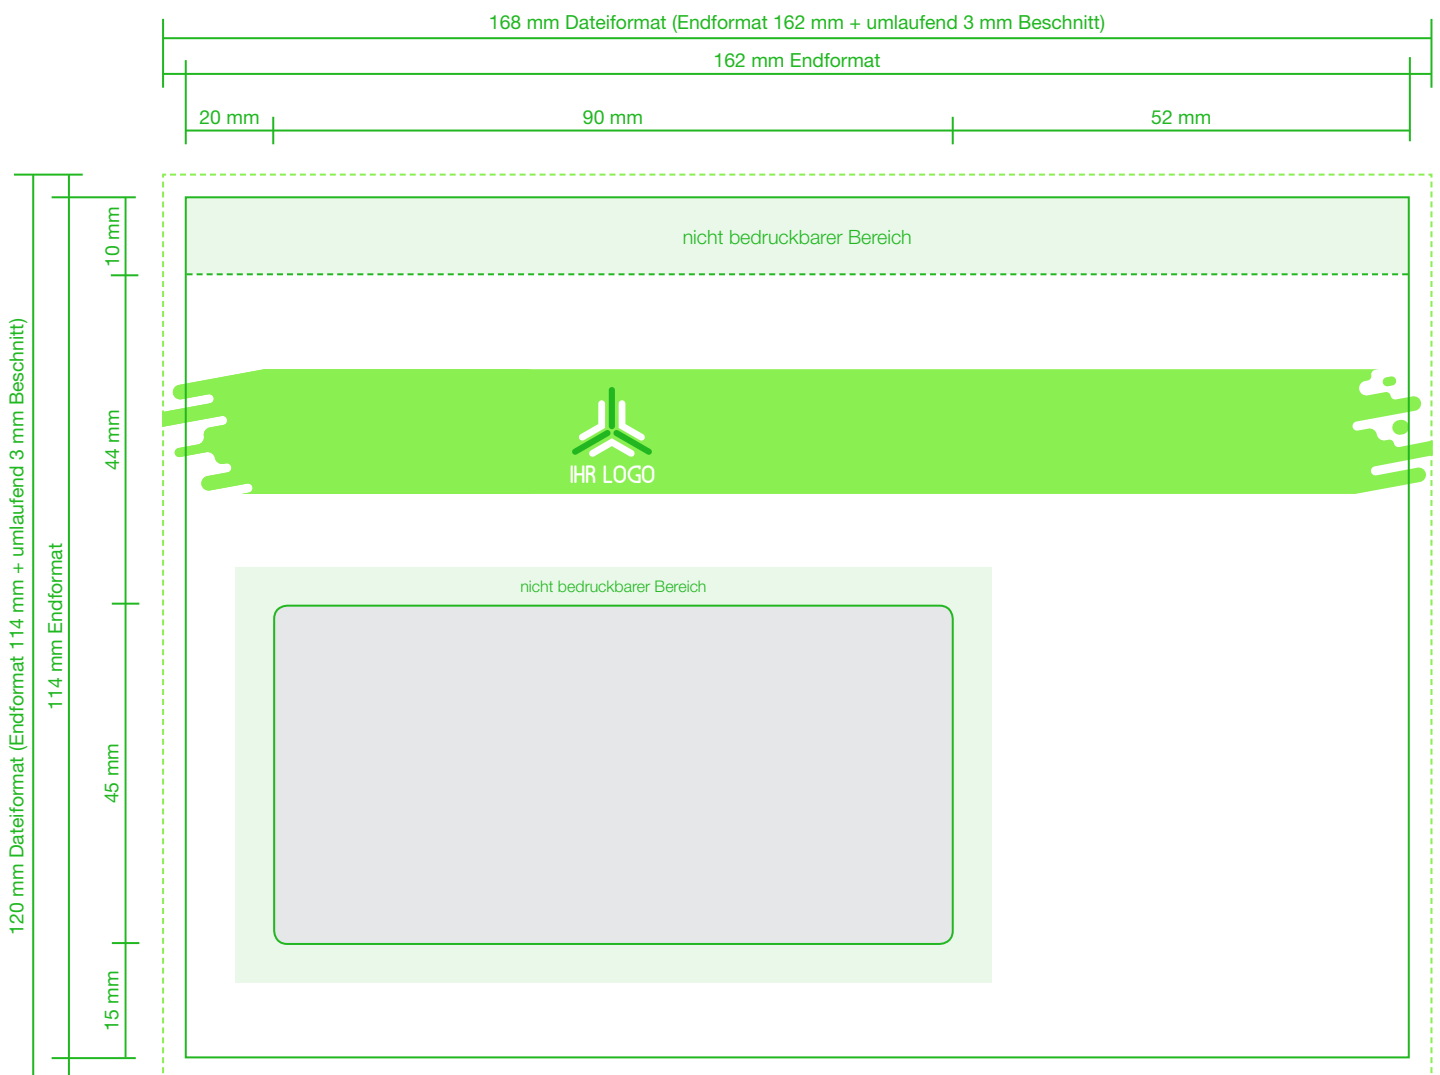 168 mm Dateiformat (Endformat 162 mm + umlaufend 3 mm Beschnitt)
162 mm Endformat
20 mm
90 mm
52 mm
120 mm Dateiformat (Endformat 114 mm + umlaufend 3 mm Beschnitt)
114 mm Endformat
10 mm
44 mm
45 mm
15 mm
nicht bedruckbarer Bereich
IHR LOGO
nicht bedruckbarer Bereich